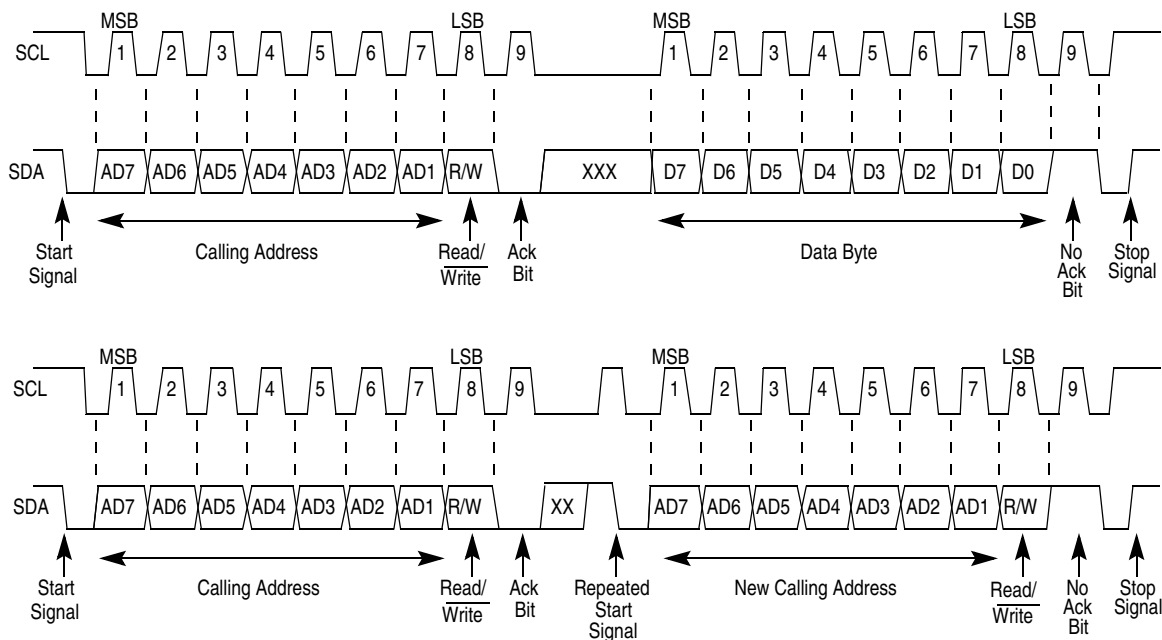 MSB LSB MSB LSB
SCL 1 2 3 4 5 6 7 8 9 1 2 3 4 5 6 7 8 9
SDA AD7 AD6 AD5 AD4 AD3 AD2 AD1 R/W XXX D7 D6 D5 D4 D3 D2 D1 D0
Start Calling Address Read/ Ack Data Byte No Stop
Signal Write Bit Ack Signal
Bit
MSB LSB MSB LSB
SCL 1 2 3 4 5 6 7 8 9 1 2 3 4 5 6 7 8 9
SDA AD7 AD6 AD5 AD4 AD3 AD2 AD1 R/W XX AD7 AD6 AD5 AD4 AD3 AD2 AD1 R/W
Start Calling Address Read/ Ack Repeated New Calling Address Read/ No Stop
Signal Write Bit Start Write Ack Signal
Signal Bit